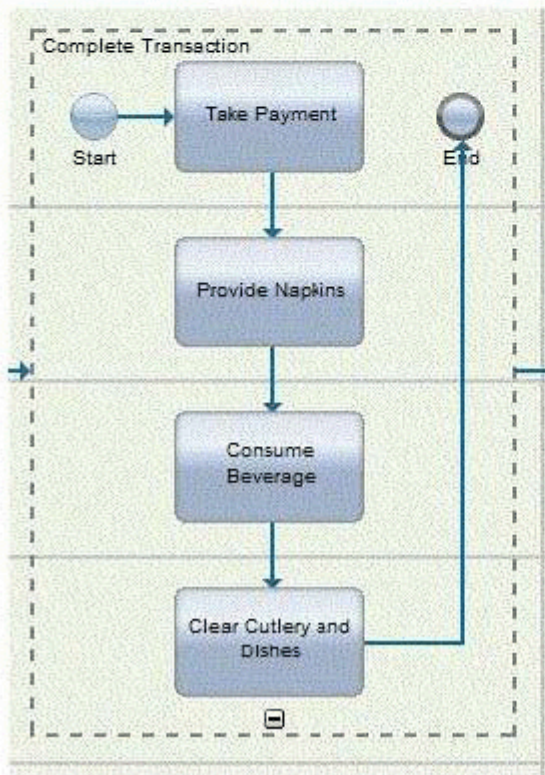 Complete Transaction
Take Payment
Start
End
Provide Napkins
Consume
Beverage
Clear Cutlery and
Dishes